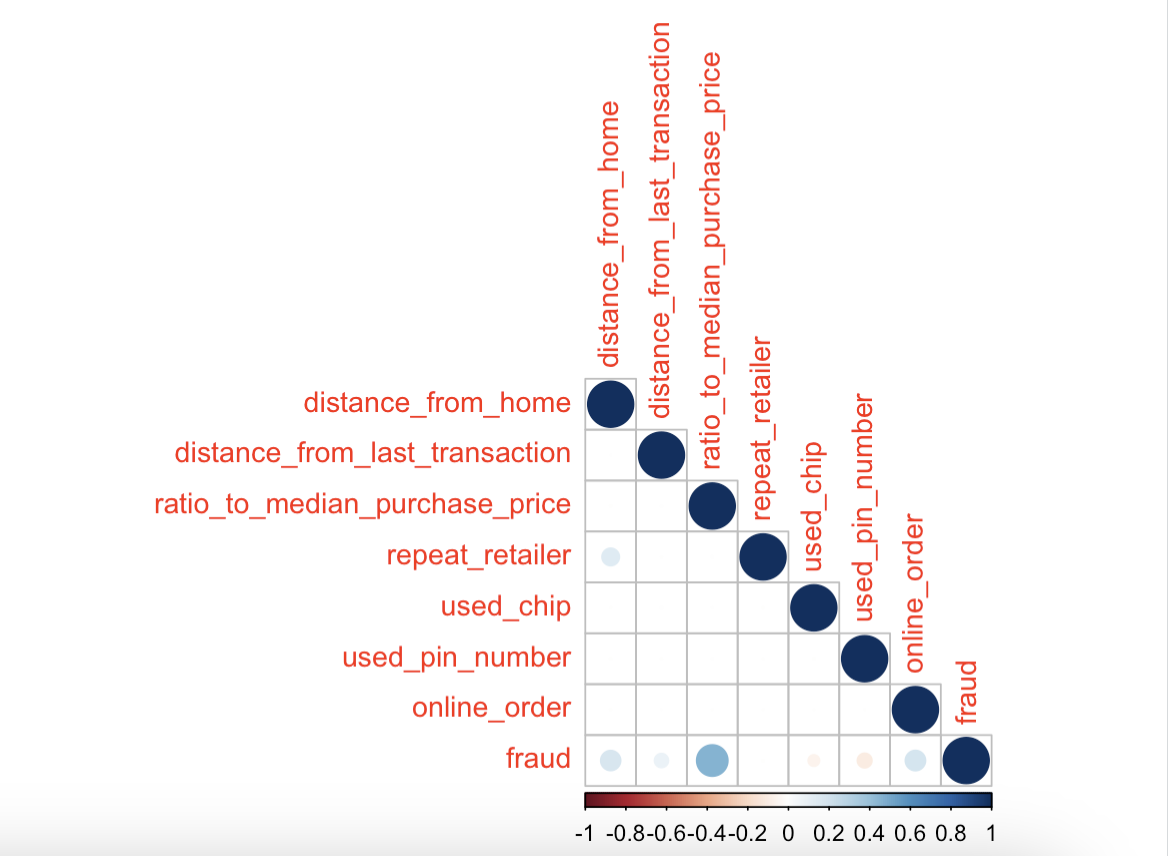 distance_from_home
distance_from_last_transaction
ratio_to_median_purchase_price
repeat_retailer
used_chip
used_pin_number
online_order
fraud
distance_from_home
distance_from_last_transaction
ratio_to_median_purchase_price
repeat_retailer
used_chip
used_pin_number
online_order
fraud
-1 -0.8 -0.6 -0.4 -0.2 0 0.2 0.4 0.6 0.8 1